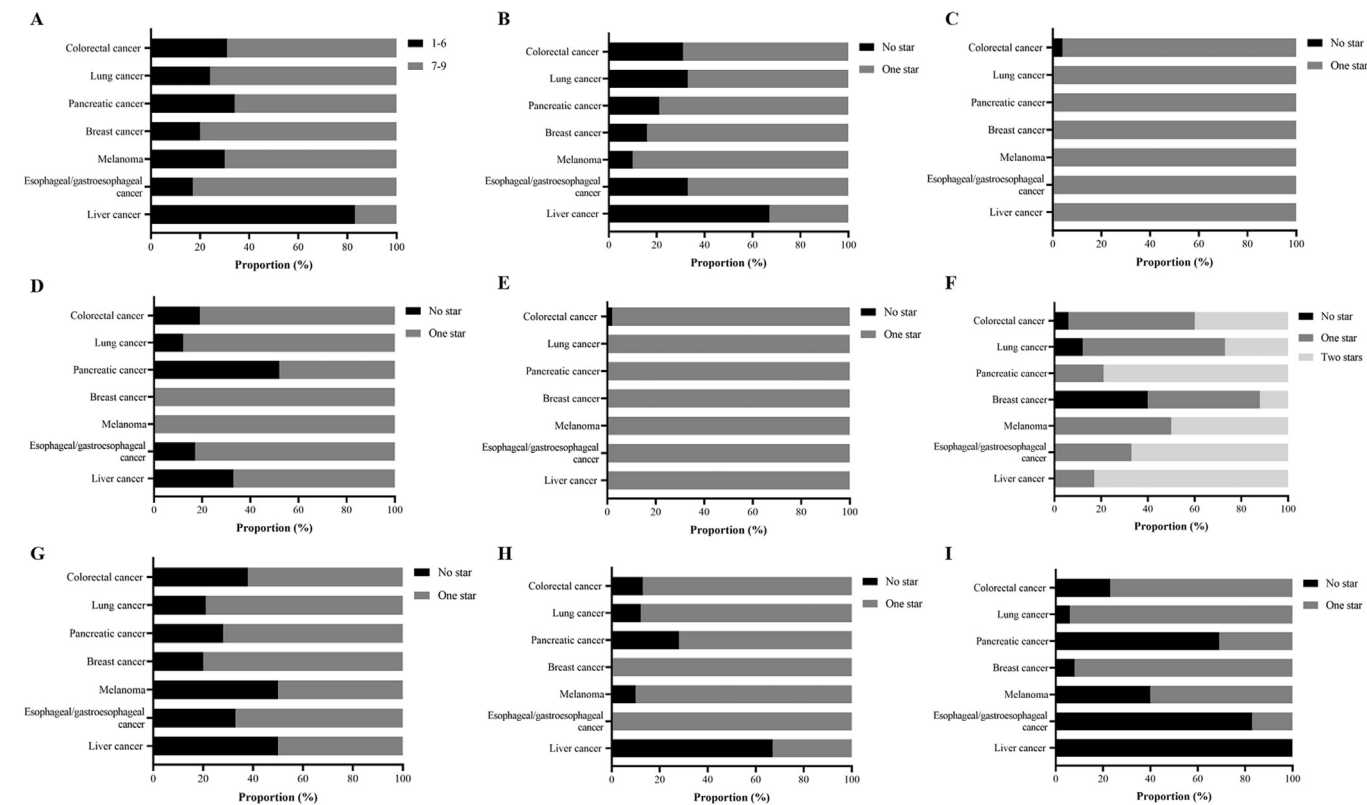 A
Colorectal cancer
Lung cancer
Pancreatic cancer
Breast cancer
Melanoma
Esophageal/gastroesophageal
cancer
Liver cancer
0 20 40 60 80 100
Proportion (%)
1-6
7-9
B
Colorectal cancer
Lung cancer
Pancreatic cancer
Breast cancer
Melanoma
Esophageal/gastroesophageal
cancer
Liver cancer
0 20 40 60 80 100
Proportion (%)
No star
One star
C
Colorectal cancer
Lung cancer
Pancreatic cancer
Breast cancer
Melanoma
Esophageal/gastroesophageal
cancer
Liver cancer
0 20 40 60 80 100
Proportion (%)
No star
One star
D
Colorectal cancer
Lung cancer
Pancreatic cancer
Breast cancer
Melanoma
Esophageal/gastroesophageal
cancer
Liver cancer
0 20 40 60 80 100
Proportion (%)
No star
One star
E
Colorectal cancer
Lung cancer
Pancreatic cancer
Breast cancer
Melanoma
Esophageal/gastroesophageal
cancer
Liver cancer
0 20 40 60 80 100
Proportion (%)
No star
One star
F
Colorectal cancer
Lung cancer
Pancreatic cancer
Breast cancer
Melanoma
Esophageal/gastroesophageal
cancer
Liver cancer
0 20 40 60 80 100
Proportion (%)
No star
One star
Two stars
G
Colorectal cancer
Lung cancer
Pancreatic cancer
Breast cancer
Melanoma
Esophageal/gastroesophageal
cancer
Liver cancer
0 20 40 60 80 100
Proportion (%)
No star
One star
H
Colorectal cancer
Lung cancer
Pancreatic cancer
Breast cancer
Melanoma
Esophageal/gastroesophageal
cancer
Liver cancer
0 20 40 60 80 100
Proportion (%)
No star
One star
I
Colorectal cancer
Lung cancer
Pancreatic cancer
Breast cancer
Melanoma
Esophageal/gastroesophageal
cancer
Liver cancer
0 20 40 60 80 100
Proportion (%)
No star
One star